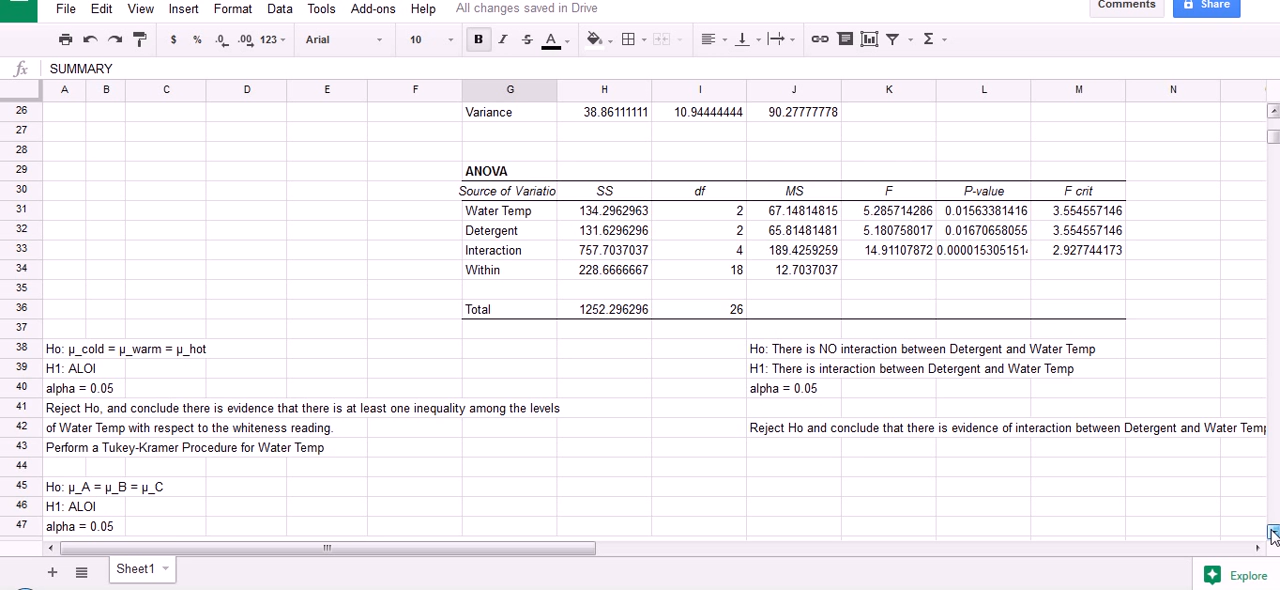 File Edit View Insert Format Data Tools Add-ons Help All changes saved in Drive Comments Share
$ % .0 .00 123 Arial 10 B I S A Σ
fx SUMMARY
A B C D E F G H I J K L M N
26 Variance 38.86111111 10.94444444 90.27777778
27
28
29 ANOVA
30 Source of Variatio SS df MS F P-value F crit
31 Water Temp 134.2962963 2 67.14814815 5.285714286 0.01563381416 3.554557146
32 Detergent 131.6296296 2 65.81481481 5.180758017 0.01670658055 3.554557146
33 Interaction 757.7037037 4 189.4259259 14.91107872 0.000015305151 2.927744173
34 Within 228.6666667 18 12.7037037
35
36 Total 1252.296296 26
37
38 Ho: μ_cold = μ_warm = μ_hot Ho: There is NO interaction between Detergent and Water Temp
39 H1: ALOI H1: There is interaction between Detergent and Water Temp
40 alpha = 0.05 alpha = 0.05
41 Reject Ho, and conclude there is evidence that there is at least one inequality among the levels
42 of Water Temp with respect to the whiteness reading. Reject Ho and conclude that there is evidence of interaction between Detergent and Water Temp
43 Perform a Tukey-Kramer Procedure for Water Temp
44
45 Ho: μ_A = μ_B = μ_C
46 H1: ALOI
47 alpha = 0.05
+ Sheet1 Explore